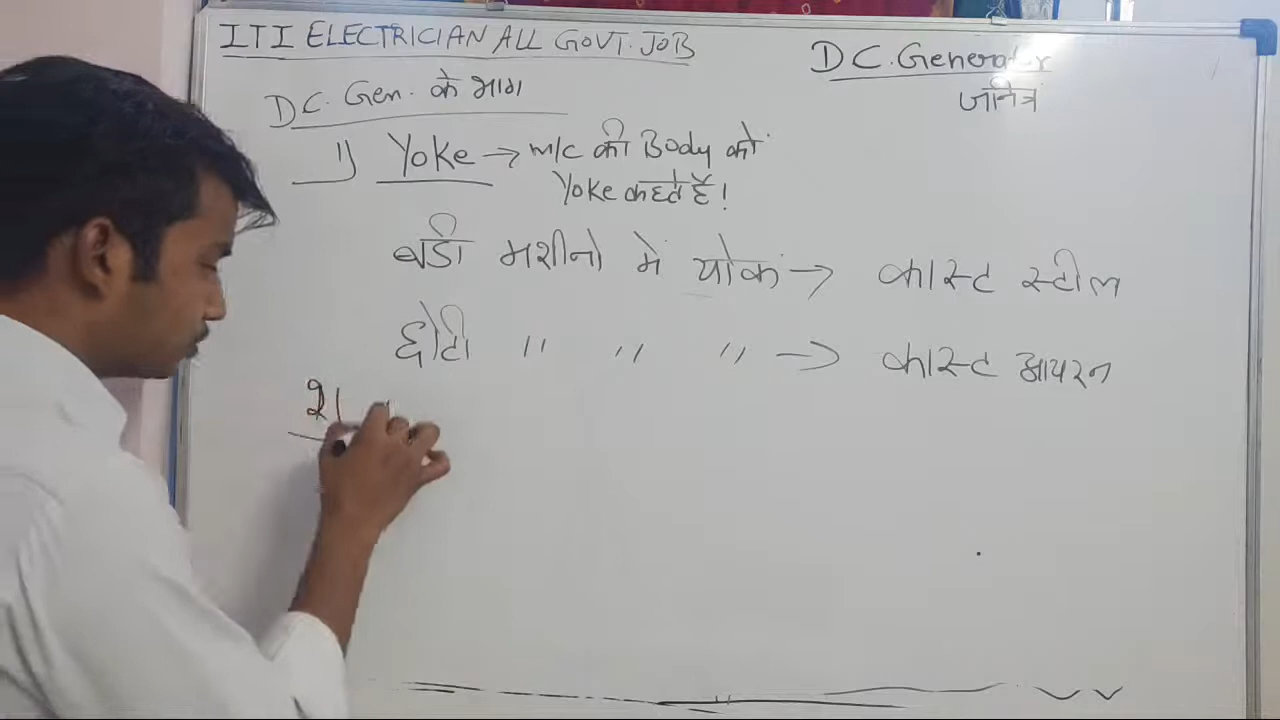 ITI ELECTRICIAN ALL GOVT. JOB
D.C. Generator
जनित्र
D.C. Gen. के भाग
1) Yoke → m/c की Body को
Yoke कहते हैं!
बडी मशीनो में योक → कास्ट स्टील
छोटी " " " → कास्ट आयरन
2)